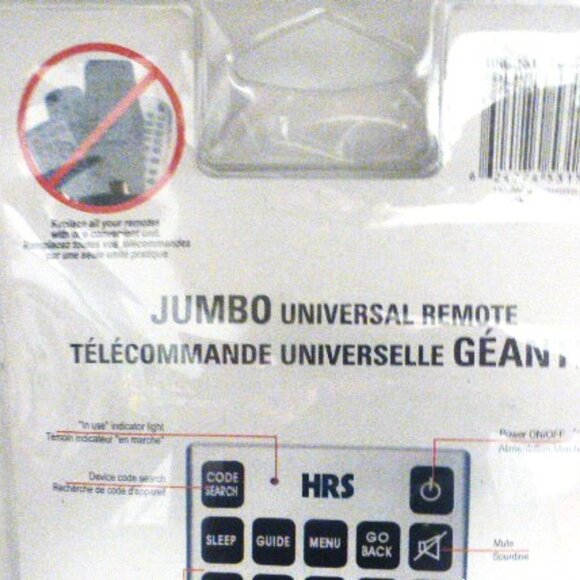 Replace all your remotes
with one convenient unit.
Remplacez toutes vos télécommandes
par une seule unité pratique.
JUMBO UNIVERSAL REMOTE
TÉLÉCOMMANDE UNIVERSELLE GÉANT
"In use" indicator light
Témoin indicateur "en marche"
Power ON/OFF
Alimentation
Device code search
Recherche de code d'appareil
CODE
SEARCH
HRS
SLEEP
GUIDE
MENU
GO
BACK
Mute
Sourdine